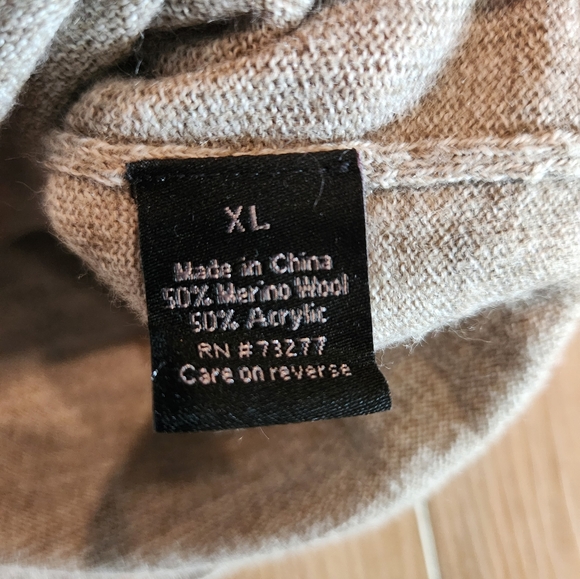 XL
Made in China
50% Merino Wool
50% Acrylic
RN # 73277
Care on reverse